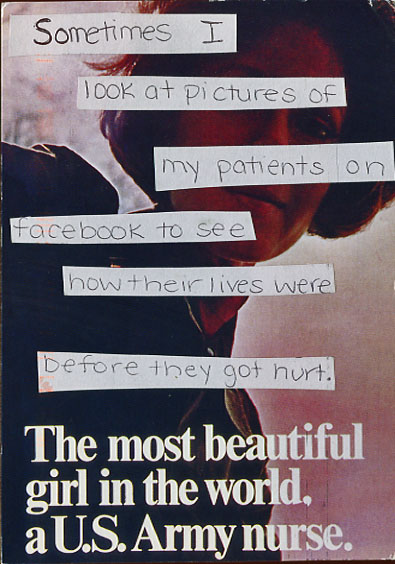 Sometimes I
look at pictures of
my patients on
facebook to see
how their lives were
before they got hurt.
The most beautiful
girl in the world,
a U.S. Army nurse.